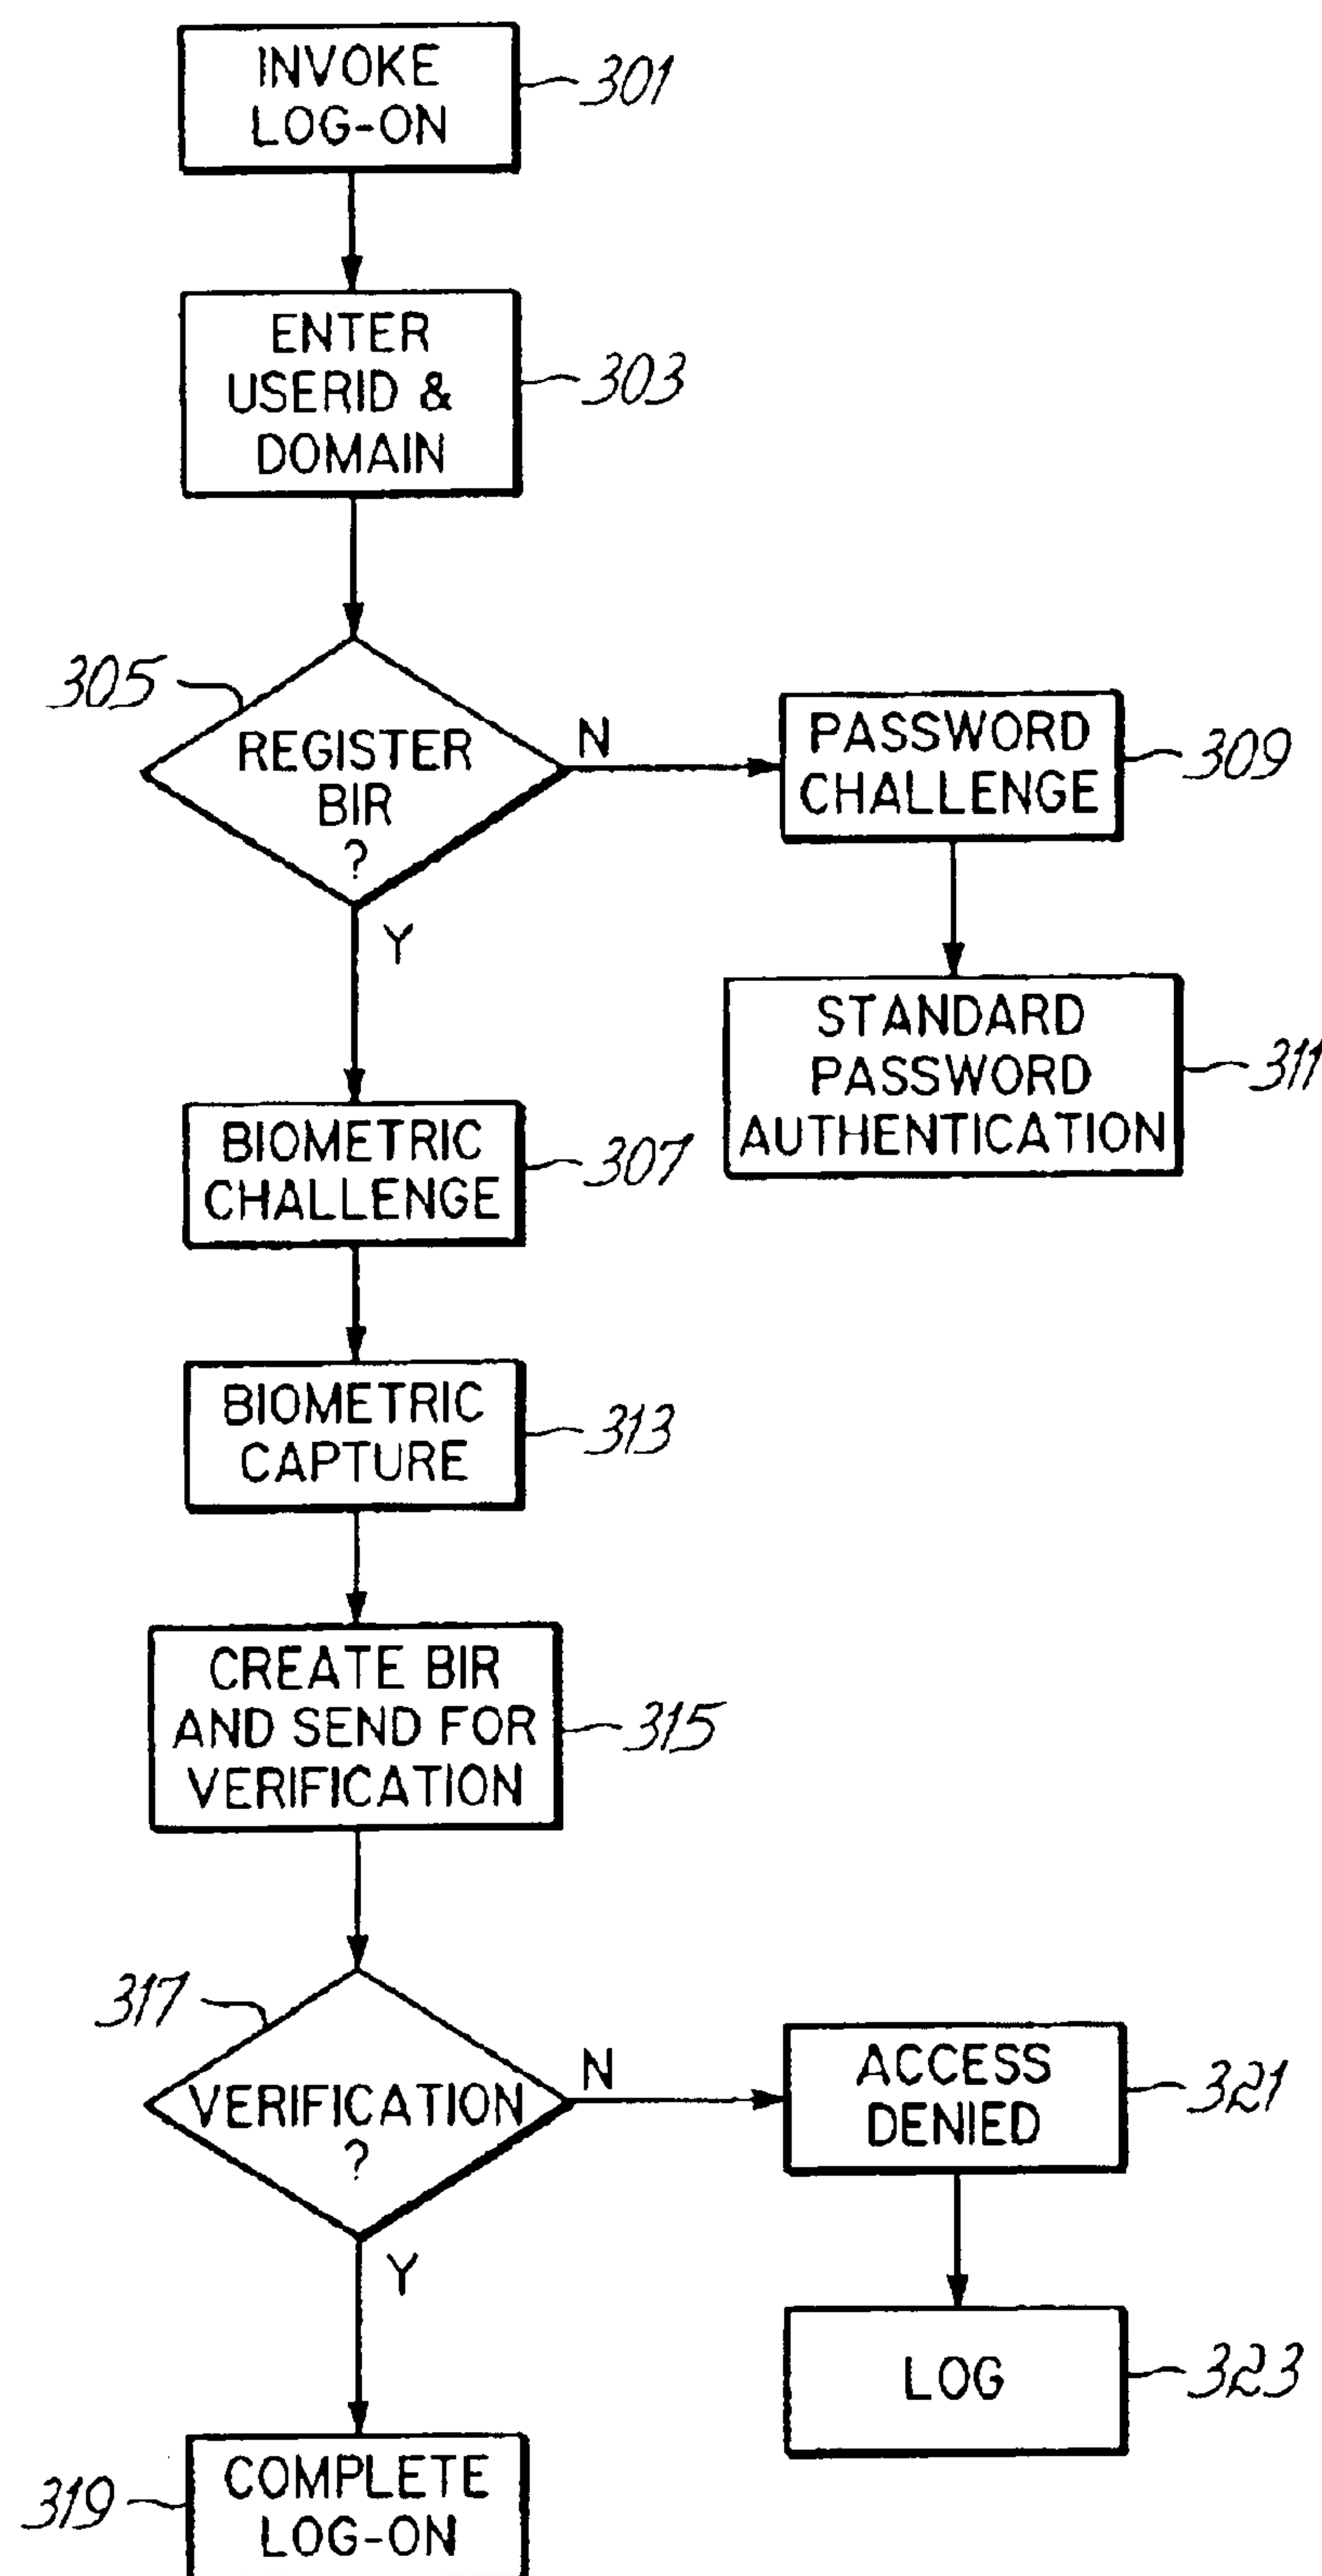 INVOKE
LOG-ON
301
ENTER
USERID &
DOMAIN
303
305
REGISTER
BIR
?
N
Y
PASSWORD
CHALLENGE
309
STANDARD
PASSWORD
AUTHENTICATION
311
BIOMETRIC
CHALLENGE
307
BIOMETRIC
CAPTURE
313
CREATE BIR
AND SEND FOR
VERIFICATION
315
317
VERIFICATION
?
N
Y
ACCESS
DENIED
321
LOG
323
319
COMPLETE
LOG-ON